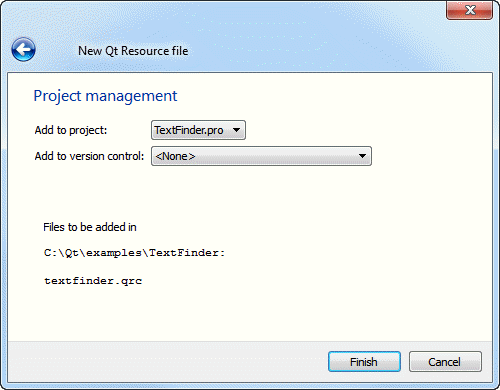 New Qt Resource file
Project management
Add to project: TextFinder.pro
Add to version control: <None>
Files to be added in
C:\Qt\examples\TextFinder:
textfinder.qrc
Finish Cancel